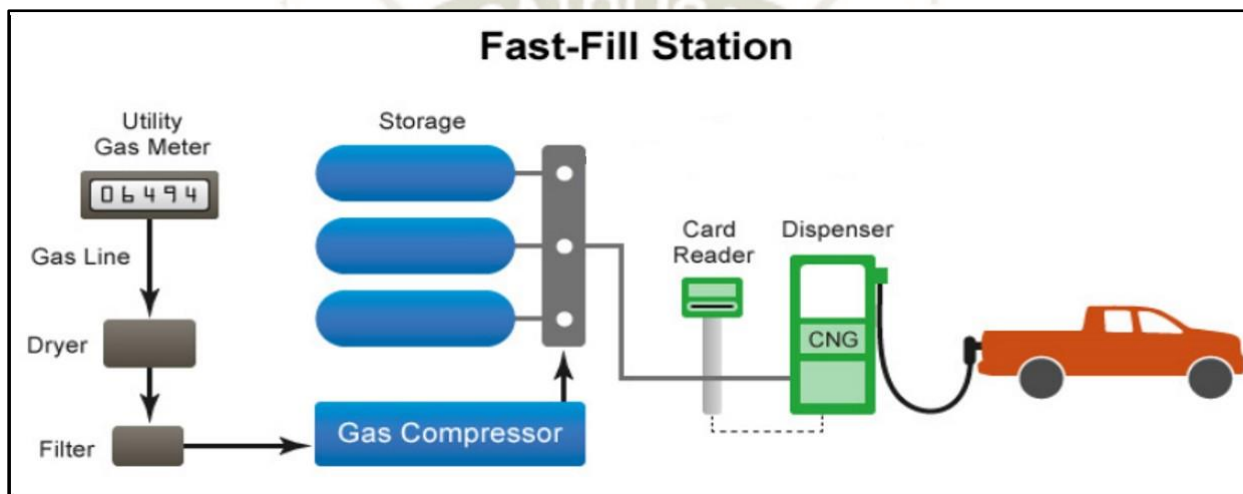 Fast-Fill Station
Utility
Gas Meter
06494
Gas Line
Dryer
Filter
Storage
Gas Compressor
Card
Reader
Dispenser
CNG